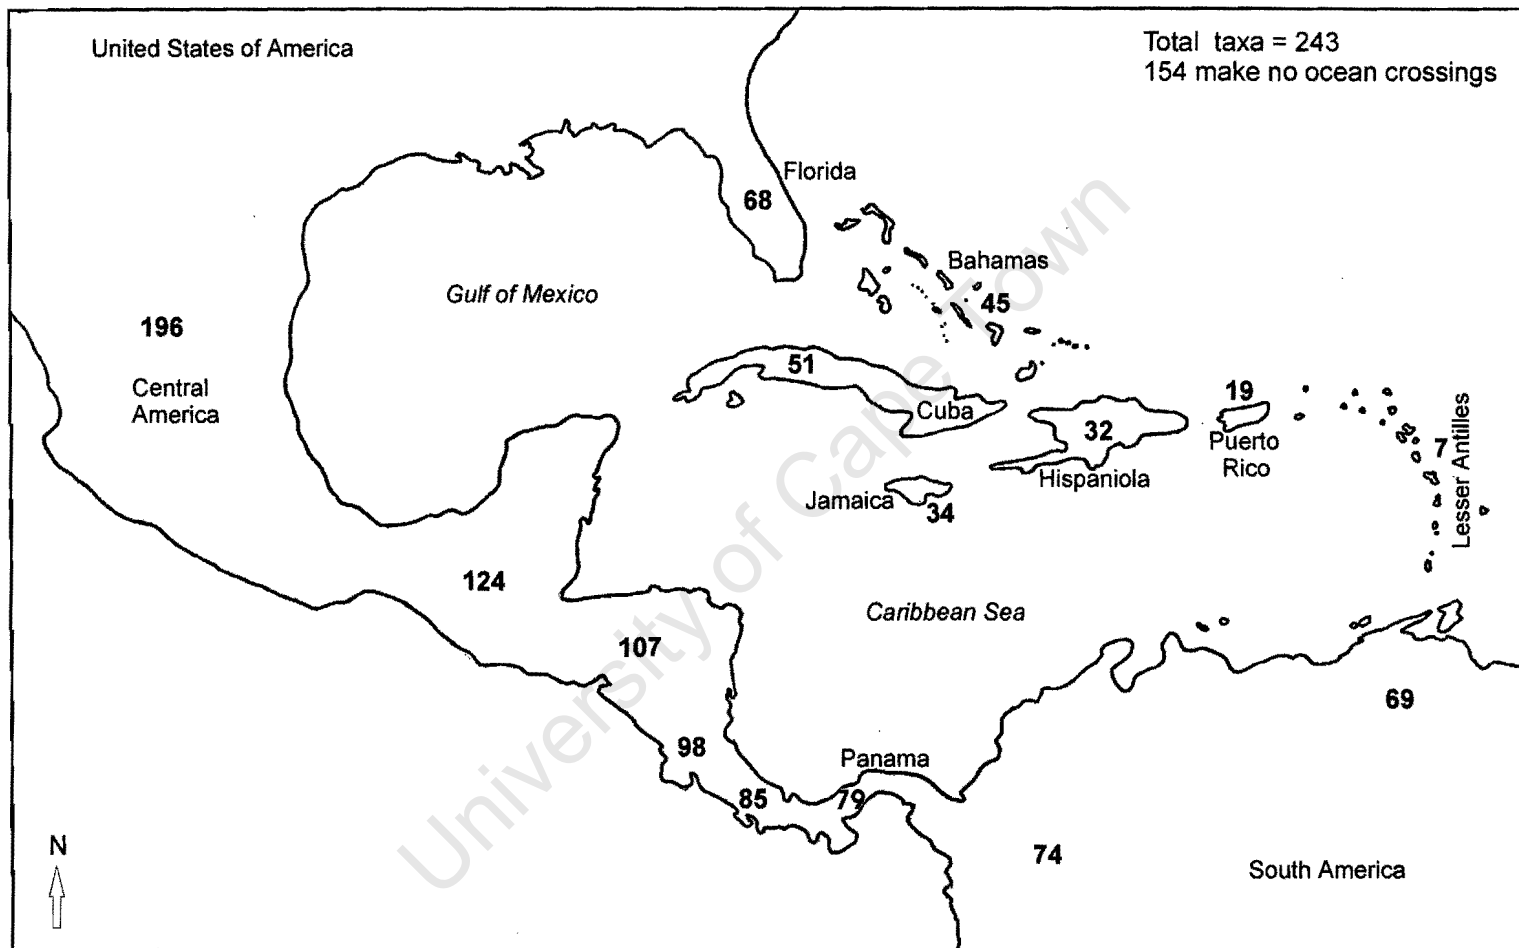 United States of America
Total taxa = 243
154 make no ocean crossings
Florida
68
Bahamas
45
Gulf of Mexico
196
Central
America
51
Cuba
32
Hispaniola
19
Puerto
Rico
7
Lesser Antilles
Jamaica
34
124
Caribbean Sea
107
69
98
Panama
85
79
74
South America
N
University of Cape Town